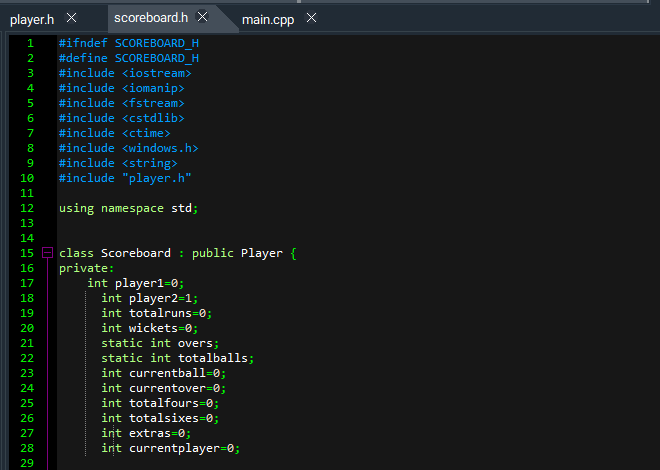 player.h scoreboard.h main.cpp
1 #ifndef SCOREBOARD_H
2 #define SCOREBOARD_H
3 #include <iostream>
4 #include <iomanip>
5 #include <fstream>
6 #include <cstdlib>
7 #include <ctime>
8 #include <windows.h>
9 #include <string>
10 #include "player.h"
11
12 using namespace std;
13
14
15 class Scoreboard : public Player {
16 private:
17 int player1=0;
18 int player2=1;
19 int totalruns=0;
20 int wickets=0;
21 static int overs;
22 static int totalballs;
23 int currentball=0;
24 int currentover=0;
25 int totalfours=0;
26 int totalsixes=0;
27 int extras=0;
28 int currentplayer=0;
29